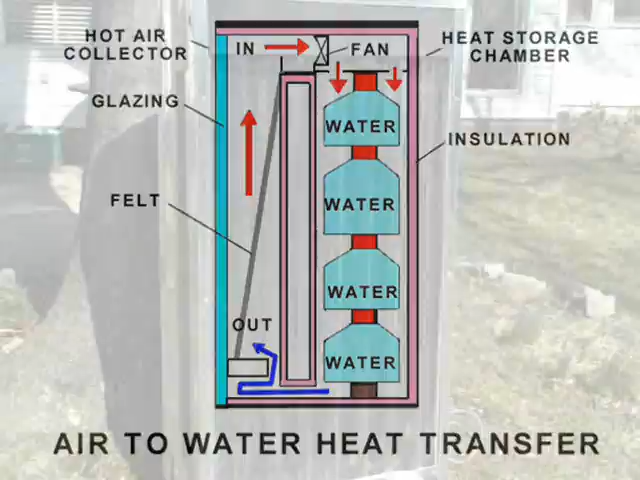 HOT AIR
COLLECTOR
IN
FAN
HEAT STORAGE
CHAMBER
GLAZING
WATER
INSULATION
FELT
WATER
WATER
OUT
WATER
AIR TO WATER HEAT TRANSFER